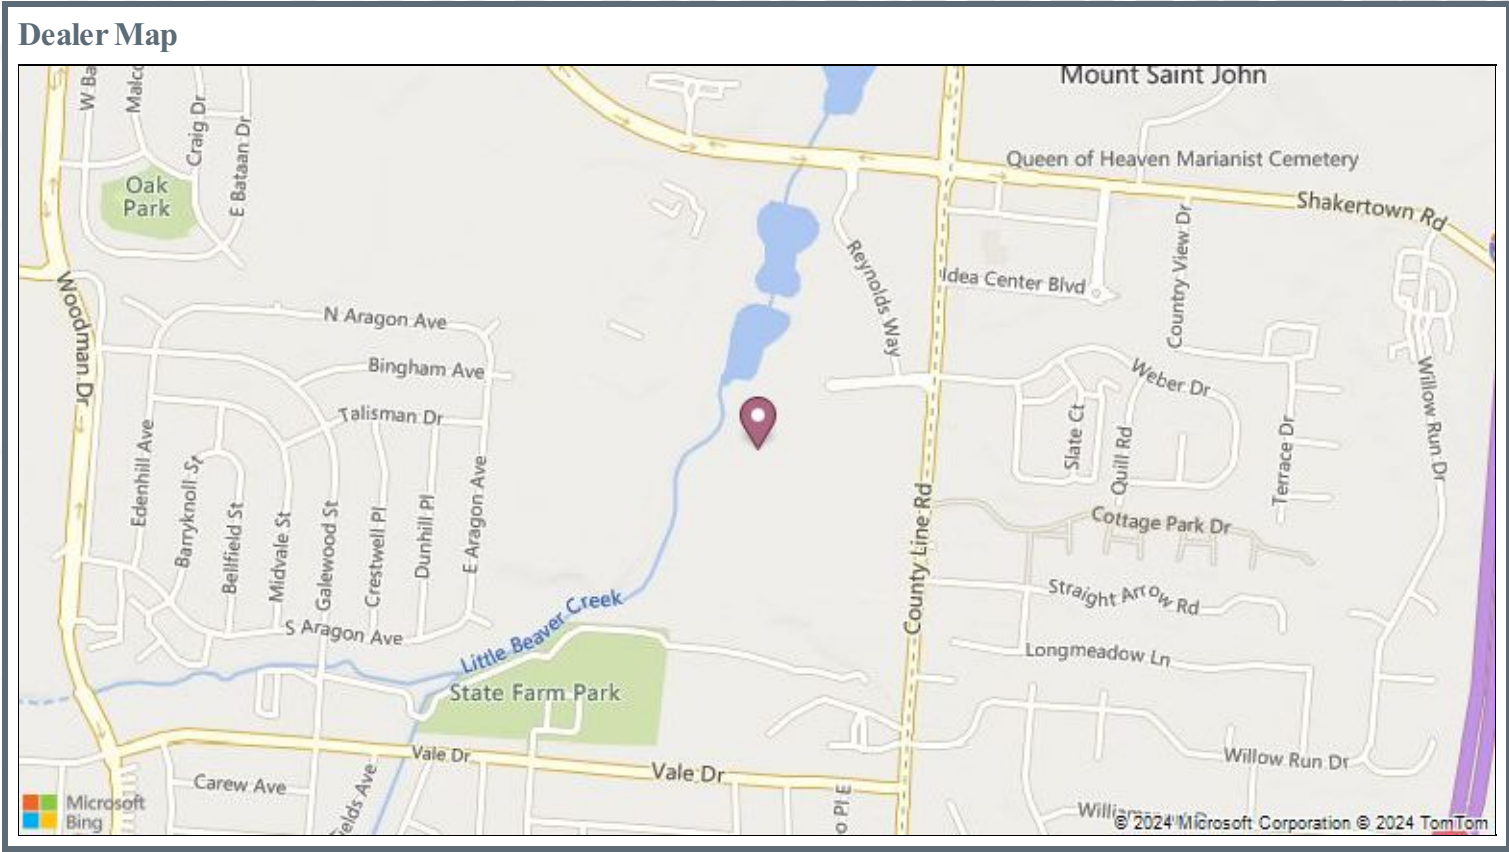 Dealer Map
Mount Saint John
Queen of Heaven Marianist Cemetery
Shakertown Rd
Craig Dr
E Bataan Dr
Oak
Park
Woodman Dr
N Aragon Ave
Bingham Ave
Talisman Dr
Edenhill Ave
Barryknoll St
Bellfield St
Midvale St
Galewood St
Crestwell Pl
Dunhill Pl
E Aragon Ave
S Aragon Ave
Reynolds Way
Idea Center Blvd
Country View Dr
Weber Dr
Slate Ct
Quill Rd
Terrace Dr
Willow Run Dr
Cottage Park Dr
County Line Rd
Straight Arrow Rd
Longmeadow Ln
Little Beaver Creek
State Farm Park
Vale Dr
Vale Dr
Willow Run Dr
Carew Ave
Microsoft
Bing
© 2024 Microsoft Corporation © 2024 TomTom